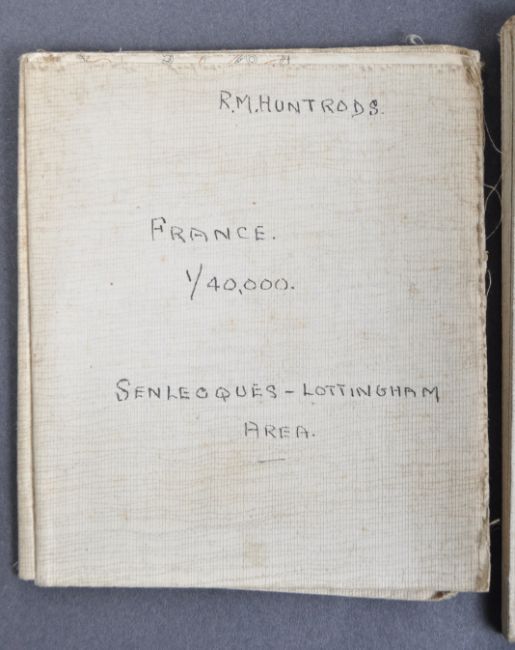 R.M.HUNTRODS.
FRANCE.
1/40,000.
SENLECQUES – LOTTINGHAM
AREA.